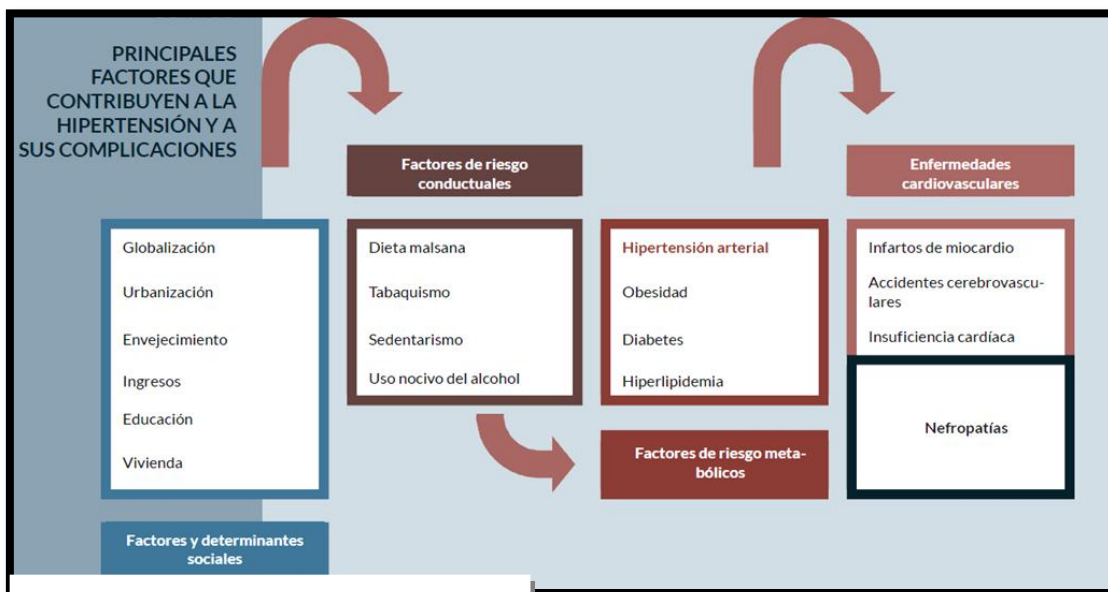 PRINCIPALES
FACTORES QUE
CONTRIBUYEN A LA
HIPERTENSIÓN Y A
SUS COMPLICACIONES
Globalización
Urbanización
Envejecimiento
Ingresos
Educación
Vivienda
Factores y determinantes
sociales
Factores de riesgo
conductuales
Dieta malsana
Tabaquismo
Sedentarismo
Uso nocivo del alcohol
Hipertensión arterial
Obesidad
Diabetes
Hiperlipidemia
Factores de riesgo meta-
bólicos
Enfermedades
cardiovasculares
Infartos de miocardio
Accidentes cerebrovascu-
lares
Insuficiencia cardíaca
Nefropatías